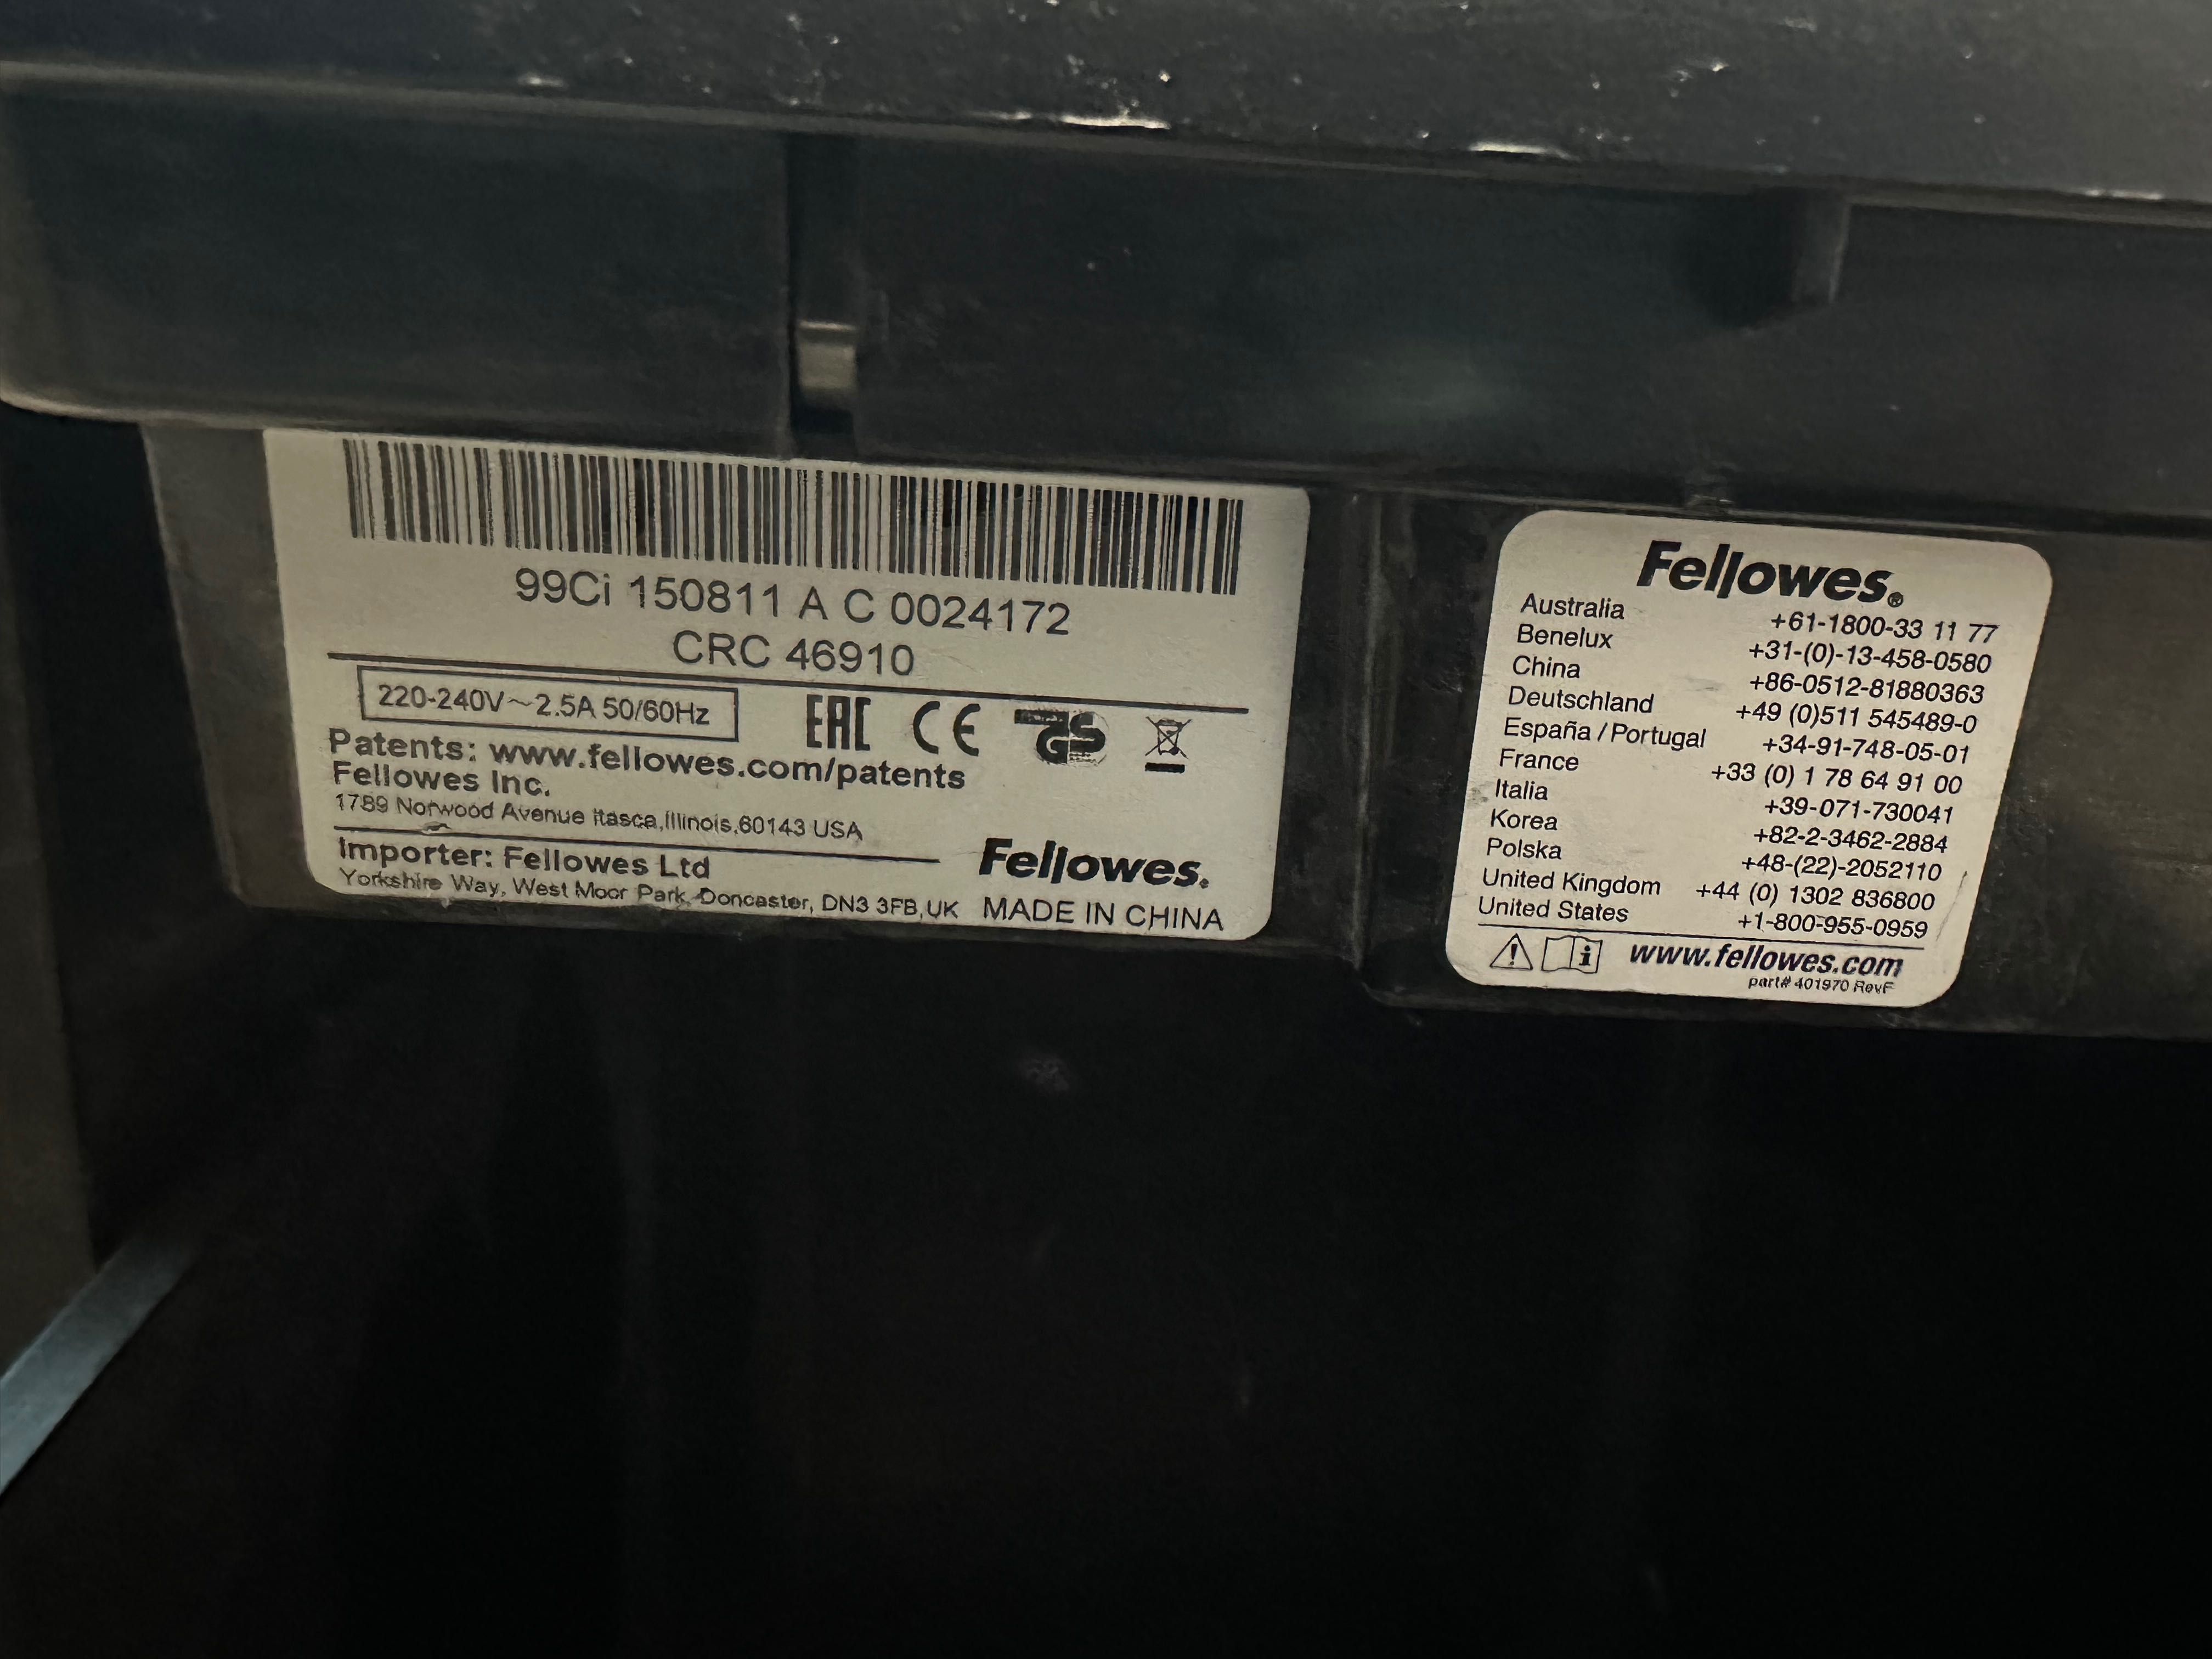 99Ci 150811 A C 0024172
CRC 46910
220-240V~2.5A 50/60Hz
EAC CE GS
Patents: www.fellowes.com/patents
Fellowes Inc.
1789 Norwood Avenue Itasca,Illinois,60143 USA
Importer: Fellowes Ltd
Yorkshire Way, West Moor Park, Doncaster, DN3 3FB,UK
Fellowes.
MADE IN CHINA
Fellowes®
Australia +61-1800-33 11 77
Benelux +31-(0)-13-458-0580
China +86-0512-81880363
Deutschland +49 (0)511 545489-0
España / Portugal +34-91-748-05-01
France +33 (0) 1 78 64 91 00
Italia +39-071-730041
Korea +82-2-3462-2884
Polska +48-(22)-2052110
United Kingdom +44 (0) 1302 836800
United States +1-800-955-0959
www.fellowes.com
part# 401970 RevF